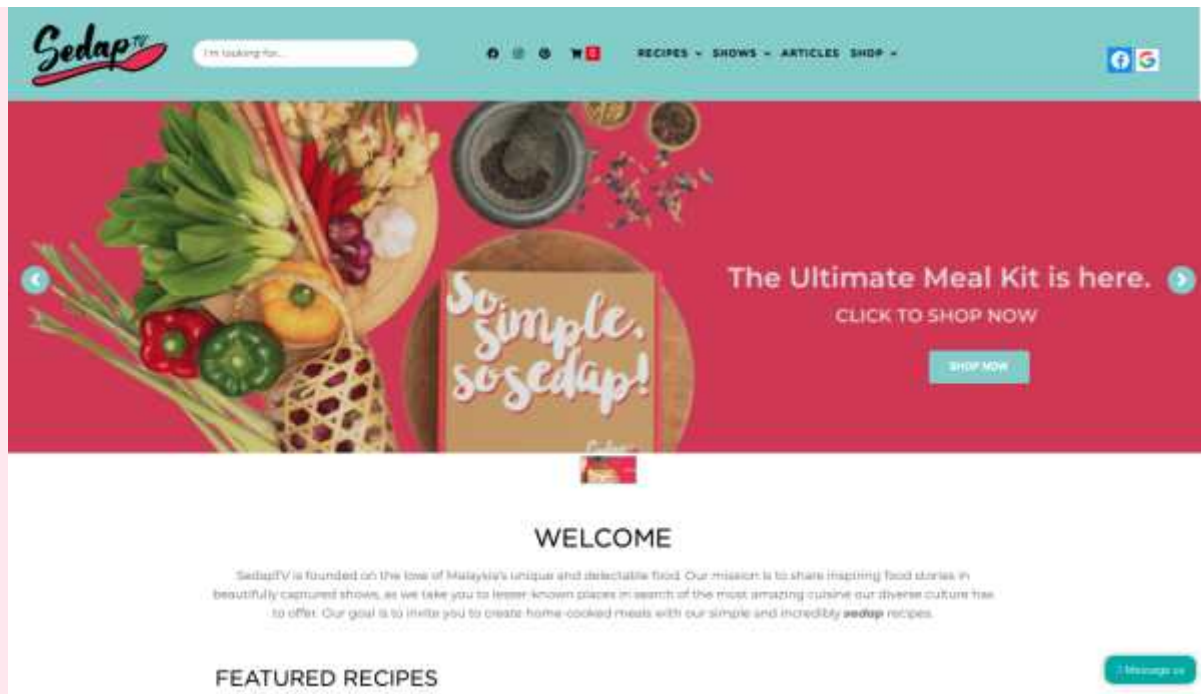 Sedap TV
I'm looking for...
RECIPES SHOWS ARTICLES SHOP
So simple, so sedap!
The Ultimate Meal Kit is here.
CLICK TO SHOP NOW
SHOP NOW
WELCOME
SedapTV is founded on the love of Malaysia's unique and delectable food. Our mission is to share inspiring food stories in
beautifully captured shows, as we take you to lesser-known places in search of the most amazing cuisine our diverse culture has
to offer. Our goal is to invite you to create home-cooked meals with our simple and incredibly sedap recipes.
FEATURED RECIPES
Message us